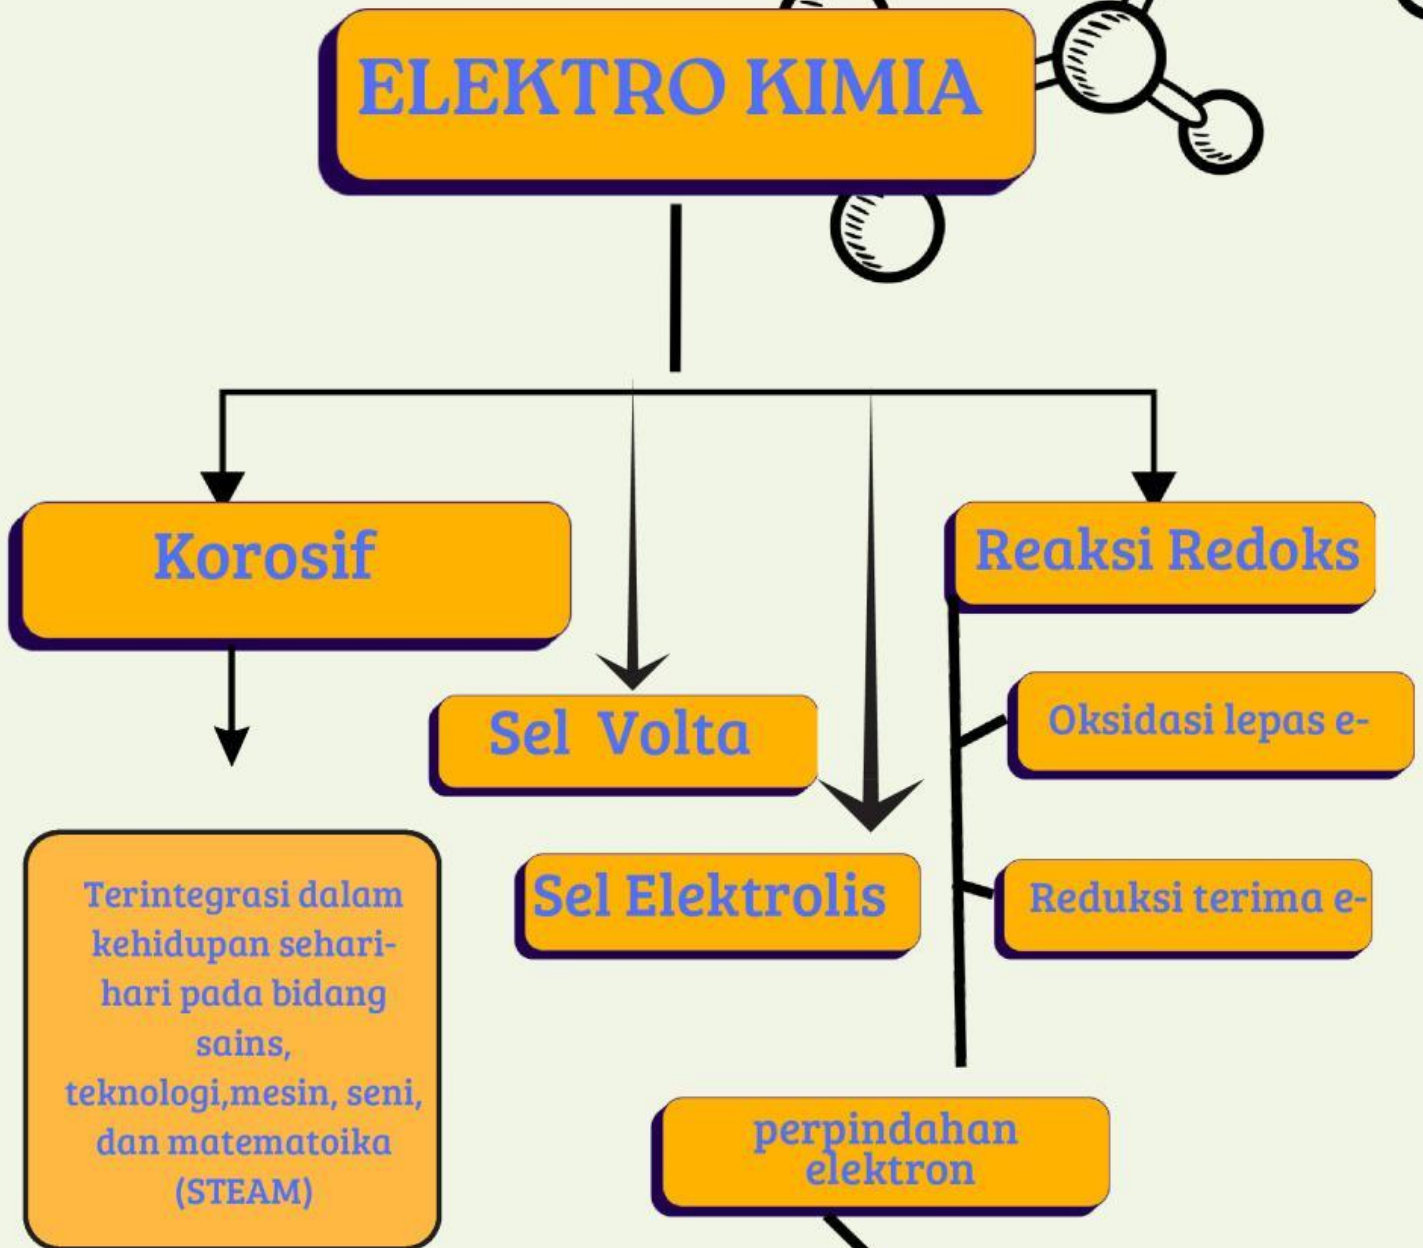 ELEKTRO KIMIA
Korosif
Reaksi Redoks
Oksidasi lepas e-
Sel Volta
Sel Elektrolis
Reduksi terima e-
Terintegrasi dalam
kehidupan sehari-
hari pada bidang
sains,
teknologi,mesin, seni,
dan matematoika
(STEAM)
perpindahan
elektron